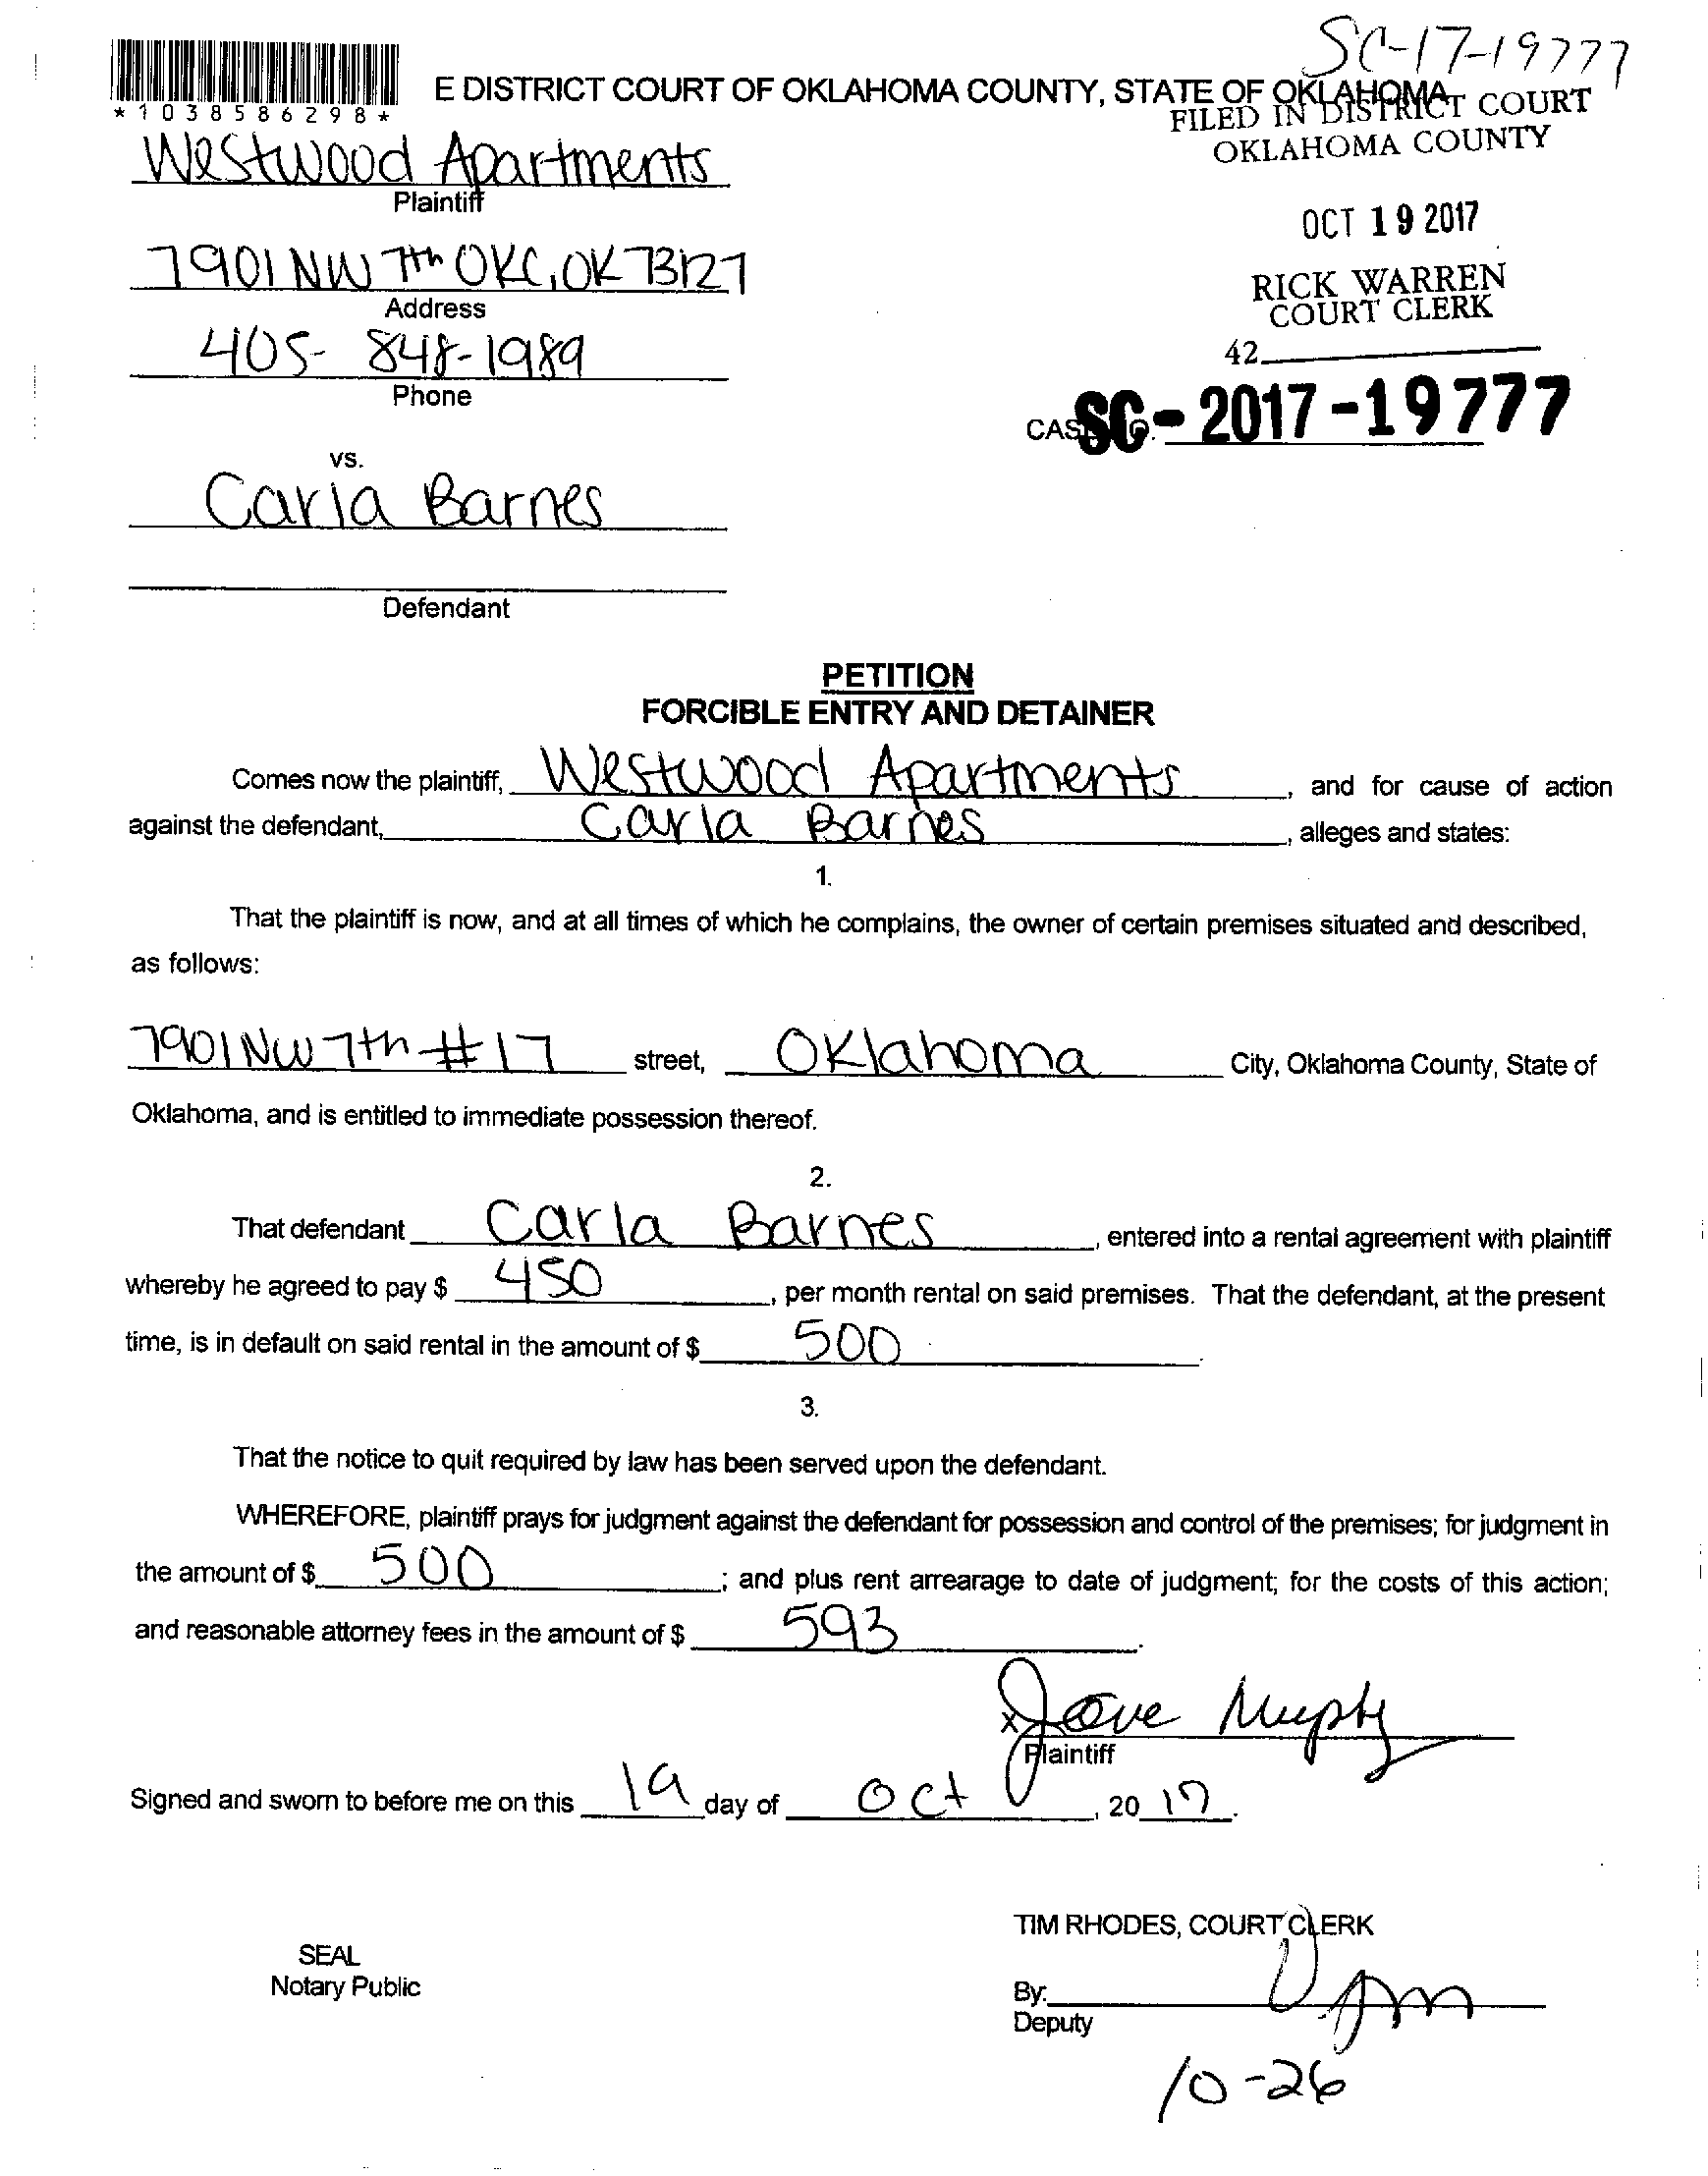 SC-17-19777
E DISTRICT COURT OF OKLAHOMA COUNTY, STATE OF OKLAHOMA
*1038586298*
FILED IN DISTRICT COURT
OKLAHOMA COUNTY
Westwood Apartments
Plaintiff
OCT 19 2017
7901 NW 7th OKC, OK 73127
Address
RICK WARREN
COURT CLERK
405-848-1989
Phone
42
CAS SC-2017-19777
vs.
Carla Barnes
Defendant
PETITION
FORCIBLE ENTRY AND DETAINER
Comes now the plaintiff, Westwood Apartments, and for cause of action
against the defendant, Carla Barnes, alleges and states:
1.
That the plaintiff is now, and at all times of which he complains, the owner of certain premises situated and described,
as follows:
7901 NW 7th #17 street, Oklahoma City, Oklahoma County, State of
Oklahoma, and is entitled to immediate possession thereof.
2.
That defendant Carla Barnes, entered into a rental agreement with plaintiff
whereby he agreed to pay $ 450, per month rental on said premises. That the defendant, at the present
time, is in default on said rental in the amount of $ 500.
3.
That the notice to quit required by law has been served upon the defendant.
WHEREFORE, plaintiff prays for judgment against the defendant for possession and control of the premises; for judgment in
the amount of $ 500; and plus rent arrearage to date of judgment; for the costs of this action;
and reasonable attorney fees in the amount of $ 593.
x
Plaintiff
Signed and sworn to before me on this 19 day of Oct, 20 17.
TIM RHODES, COURT CLERK
SEAL
Notary Public
By:
Deputy
10-26